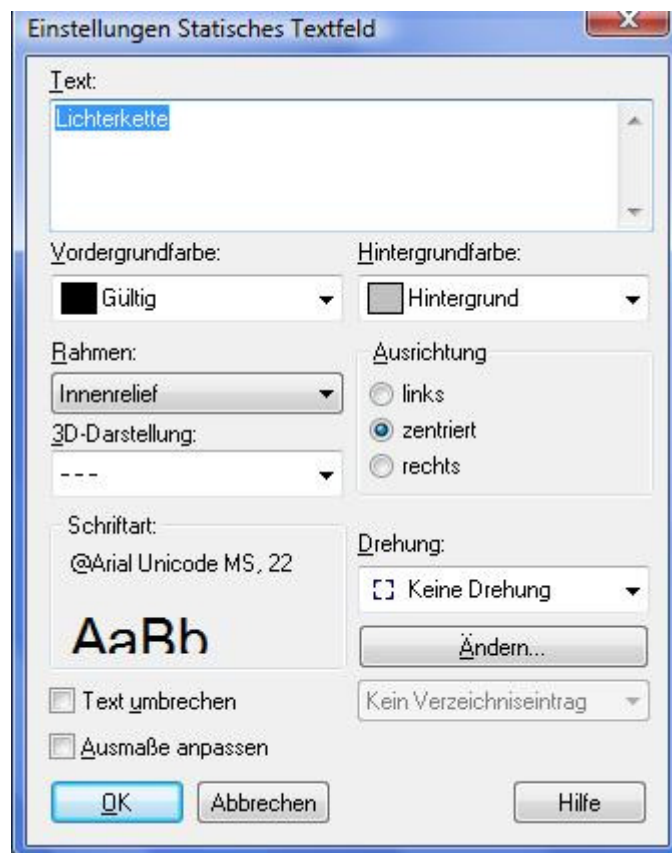 Einstellungen Statisches Textfeld
Text:
Lichterkette
Vordergrundfarbe:
Hintergrundfarbe:
Gültig
Hintergrund
Rahmen:
Innenrelief
3D-Darstellung:
---
Ausrichtung
links
zentriert
rechts
Schriftart:
@Arial Unicode MS, 22
AaBb
Drehung:
Keine Drehung
Ändern...
Text umbrechen
Kein Verzeichniseintrag
Ausmaße anpassen
OK
Abbrechen
Hilfe